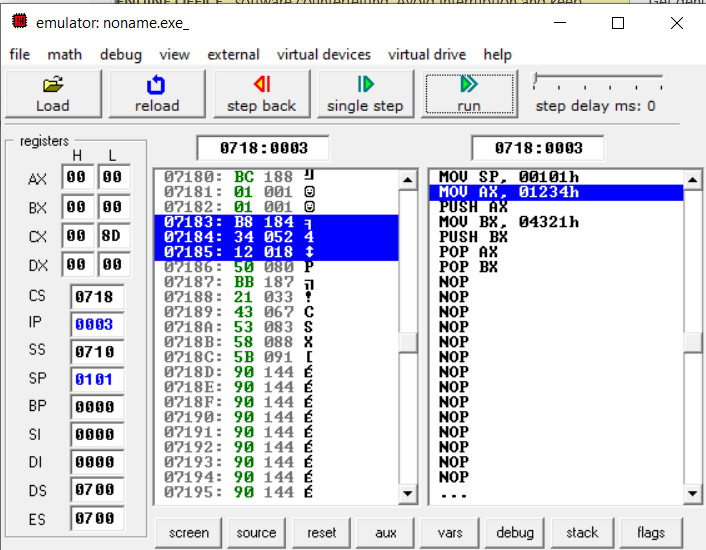 emulator: noname.exe_
file math debug view external virtual devices virtual drive help
Load reload step back single step run step delay ms: 0
registers
H L
AX 00 00
BX 00 00
CX 00 8D
DX 00 00
CS 0718
IP 0003
SS 0710
SP 0101
BP 0000
SI 0000
DI 0000
DS 0700
ES 0700
0718:0003
07180: BC 188 ╝
07181: 01 001 ☺
07182: 01 001 ☺
07183: B8 184 ╕
07184: 34 052 4
07185: 12 018 ↕
07186: 50 080 P
07187: BB 187 ╗
07188: 21 033 !
07189: 43 067 C
0718A: 53 083 S
0718B: 58 088 X
0718C: 5B 091 [
0718D: 90 144 É
0718E: 90 144 É
0718F: 90 144 É
07190: 90 144 É
07191: 90 144 É
07192: 90 144 É
07193: 90 144 É
07194: 90 144 É
07195: 90 144 É
0718:0003
MOV SP, 00101h
MOV AX, 01234h
PUSH AX
MOV BX, 04321h
PUSH BX
POP AX
POP BX
NOP
NOP
NOP
NOP
NOP
NOP
NOP
NOP
NOP
NOP
NOP
NOP
NOP
NOP
...
screen source reset aux vars debug stack flags